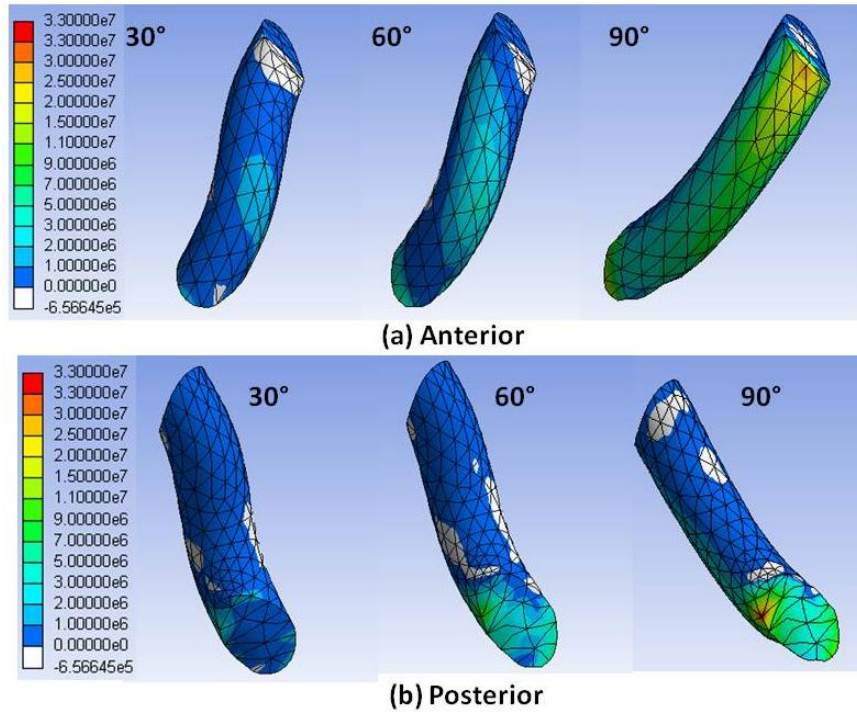 3.30000e7
3.30000e7
3.00000e7
2.50000e7
2.00000e7
1.50000e7
1.10000e7
9.00000e6
7.00000e6
5.00000e6
3.00000e6
2.00000e6
1.00000e6
0.00000e0
-6.56645e5
30°
60°
90°
(a) Anterior
3.30000e7
3.30000e7
3.00000e7
2.50000e7
2.00000e7
1.50000e7
1.10000e7
9.00000e6
7.00000e6
5.00000e6
3.00000e6
2.00000e6
1.00000e6
0.00000e0
-6.56645e5
30°
60°
90°
(b) Posterior